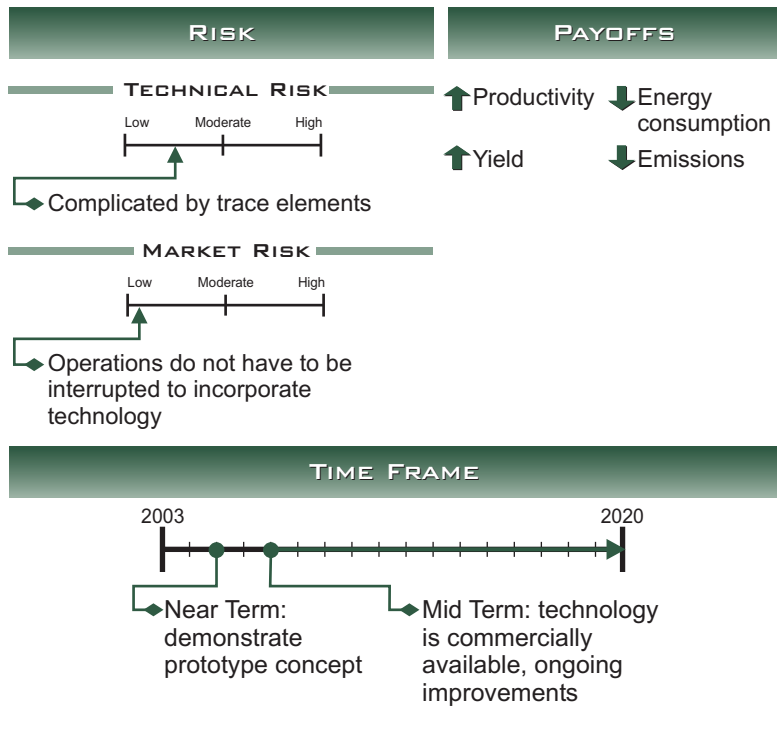 RISK
TECHNICAL RISK
Low Moderate High
Complicated by trace elements
MARKET RISK
Low Moderate High
Operations do not have to be
interrupted to incorporate
technology
PAYOFFS
Productivity
Energy
consumption
Yield
Emissions
TIME FRAME
2003 2020
Near Term:
demonstrate
prototype concept
Mid Term: technology
is commercially
available, ongoing
improvements